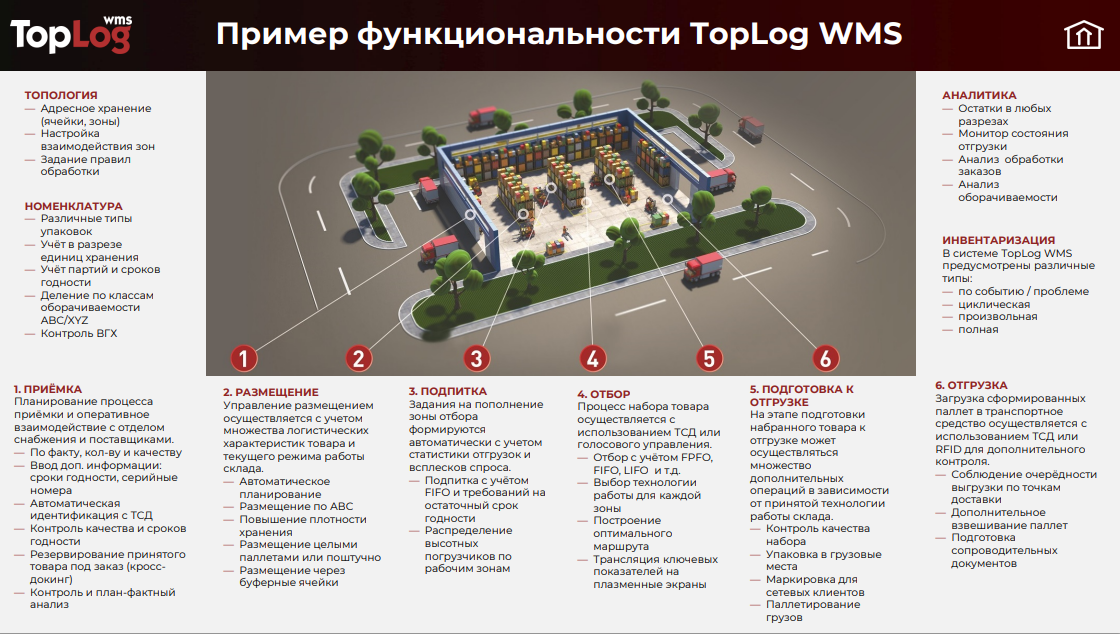 TopLog wms
Пример функциональности TopLog WMS
ТОПОЛОГИЯ
— Адресное хранение
(ячейки, зоны)
— Настройка
взаимодействия зон
— Задание правил
обработки
НОМЕНКЛАТУРА
— Различные типы
упаковок
— Учёт в разрезе
единиц хранения
— Учёт партий и сроков
годности
— Деление по классам
оборачиваемости
ABC/XYZ
— Контроль ВГХ
АНАЛИТИКА
— Остатки в любых
разрезах
— Монитор состояния
отгрузки
— Анализ обработки
заказов
— Анализ
оборачиваемости
ИНВЕНТАРИЗАЦИЯ
В системе TopLog WMS
предусмотрены различные
типы:
— по событию / проблеме
— циклическая
— произвольная
— полная
1
2
3
4
5
6
1. ПРИЁМКА
Планирование процесса
приёмки и оперативное
взаимодействие с отделом
снабжения и поставщиками.
— По факту, кол-ву и качеству
— Ввод доп. информации:
сроки годности, серийные
номера
— Автоматическая
идентификация с ТСД
— Контроль качества и сроков
годности
— Резервирование принятого
товара под заказ (кросс-
докинг)
— Контроль и план-фактный
анализ
2. РАЗМЕЩЕНИЕ
Управление размещением
осуществляется с учетом
множества логистических
характеристик товара и
текущего режима работы
склада.
— Автоматическое
планирование
— Размещение по ABC
— Повышение плотности
хранения
— Размещение целыми
паллетами или поштучно
— Размещение через
буферные ячейки
3. ПОДПИТКА
Задания на пополнение
зоны отбора
формируются
автоматически с учетом
статистики отгрузок и
всплесков спроса.
— Подпитка с учётом
FIFO и требований на
остаточный срок
годности
— Распределение
высотных
погрузчиков по
рабочим зонам
4. ОТБОР
Процесс набора товара
осуществляется с
использованием ТСД или
голосового управления.
— Отбор с учётом FPFO,
FIFO, LIFO и т.д.
— Выбор технологии
работы для каждой
зоны
— Построение
оптимального
маршрута
— Трансляция ключевых
показателей на
плазменные экраны
5. ПОДГОТОВКА К
ОТГРУЗКЕ
На этапе подготовки
набранного товара к
отгрузке может
осуществляться
множество
дополнительных
операций в зависимости
от принятой технологии
работы склада.
— Контроль качества
набора
— Упаковка в грузовые
места
— Маркировка для
сетевых клиентов
— Паллетирование
грузов
6. ОТГРУЗКА
Загрузка сформированных
паллет в транспортное
средство осуществляется с
использованием ТСД или
RFID для дополнительного
контроля.
— Соблюдение очерёдности
выгрузки по точкам
доставки
— Дополнительное
взвешивание паллет
— Подготовка
сопроводительных
документов